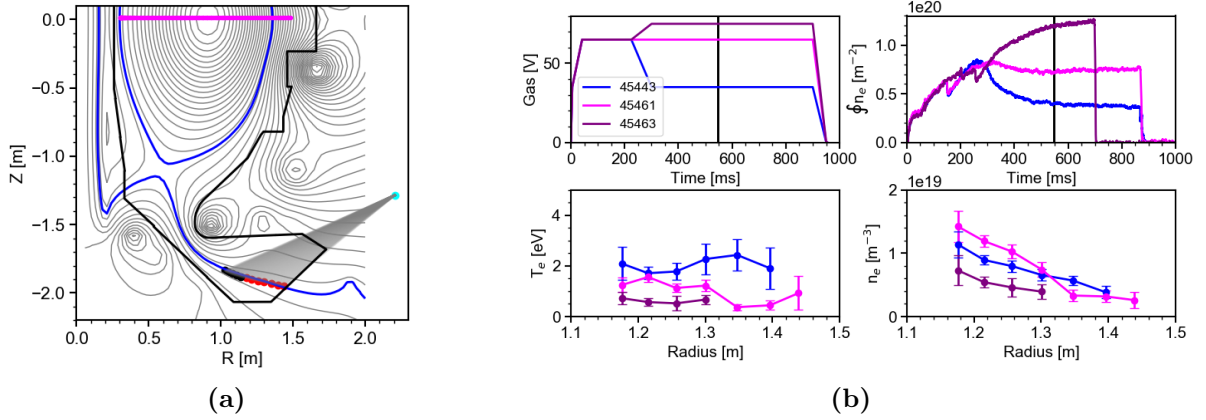 0.0
−0.5
−1.0
−1.5
−2.0
Z [m]
0.0 0.5 1.0 1.5 2.0
R [m]
(a)
50
0
Gas [V]
45443
45461
45463
0 200 400 600 800 1000
Time [ms]
1e20
1.0
0.5
0.0
∮n_e [m⁻²]
0 200 400 600 800 1000
Time [ms]
4
2
0
T_e [eV]
1.1 1.2 1.3 1.4 1.5
Radius [m]
1e19
2
1
0
n_e [m⁻³]
1.1 1.2 1.3 1.4 1.5
Radius [m]
(b)